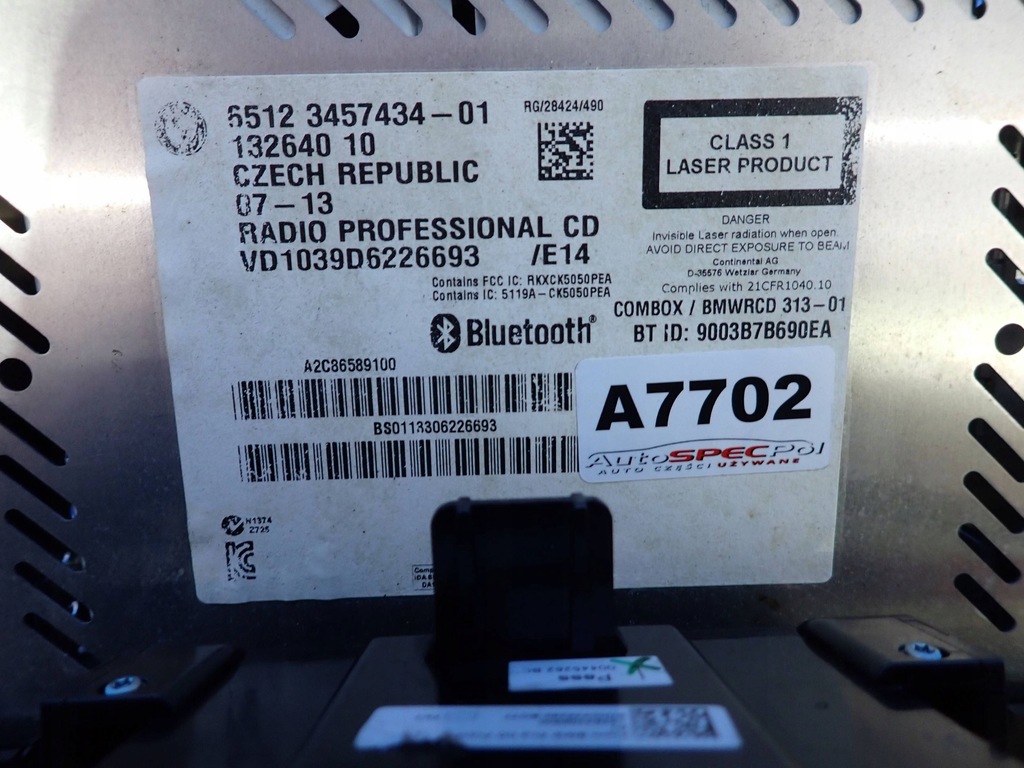 6512 3457434-01
132640 10
CZECH REPUBLIC
07-13
RADIO PROFESSIONAL CD
VD1039D6226693 /E14
RG/28424/490
CLASS 1
LASER PRODUCT
DANGER
Invisible Laser radiation when open.
AVOID DIRECT EXPOSURE TO BEAM
Continental AG
D-35576 Wetzlar Germany
Complies with 21CFR1040.10
Contains FCC IC: RKXCK5050PEA
Contains IC: 5119A-CK5050PEA
COMBOX / BMWRCD 313-01
Bluetooth®
BT ID: 9003B7B690EA
A2C86589100
BS0113306226693
A7702
AutoSPECPol
AUTO CZĘŚCI UŻYWANE
N1374
Z725
Pass